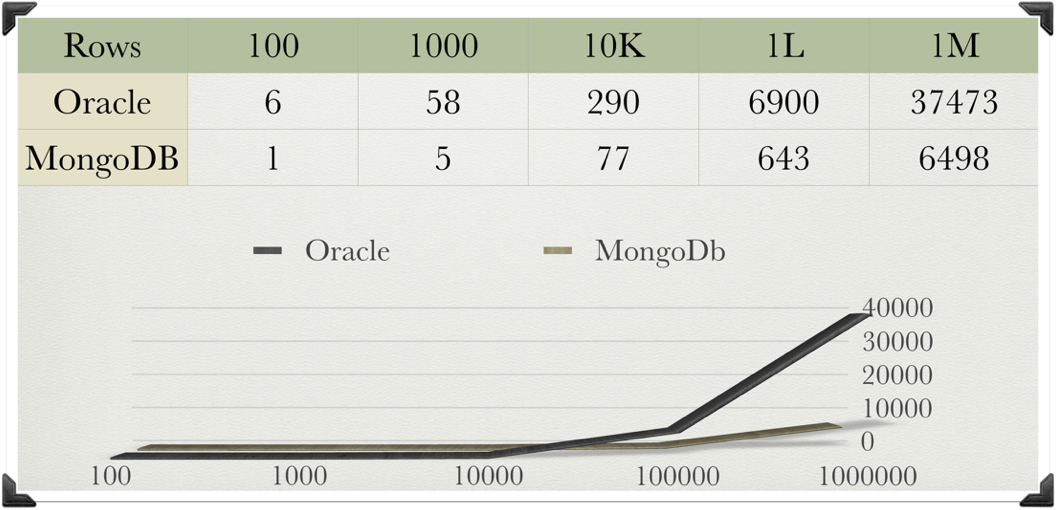 Rows 100 1000 10K 1L 1M
Oracle 6 58 290 6900 37473
MongoDB 1 5 77 643 6498
Oracle MongoDb
40000
30000
20000
10000
0
100 1000 10000 100000 1000000